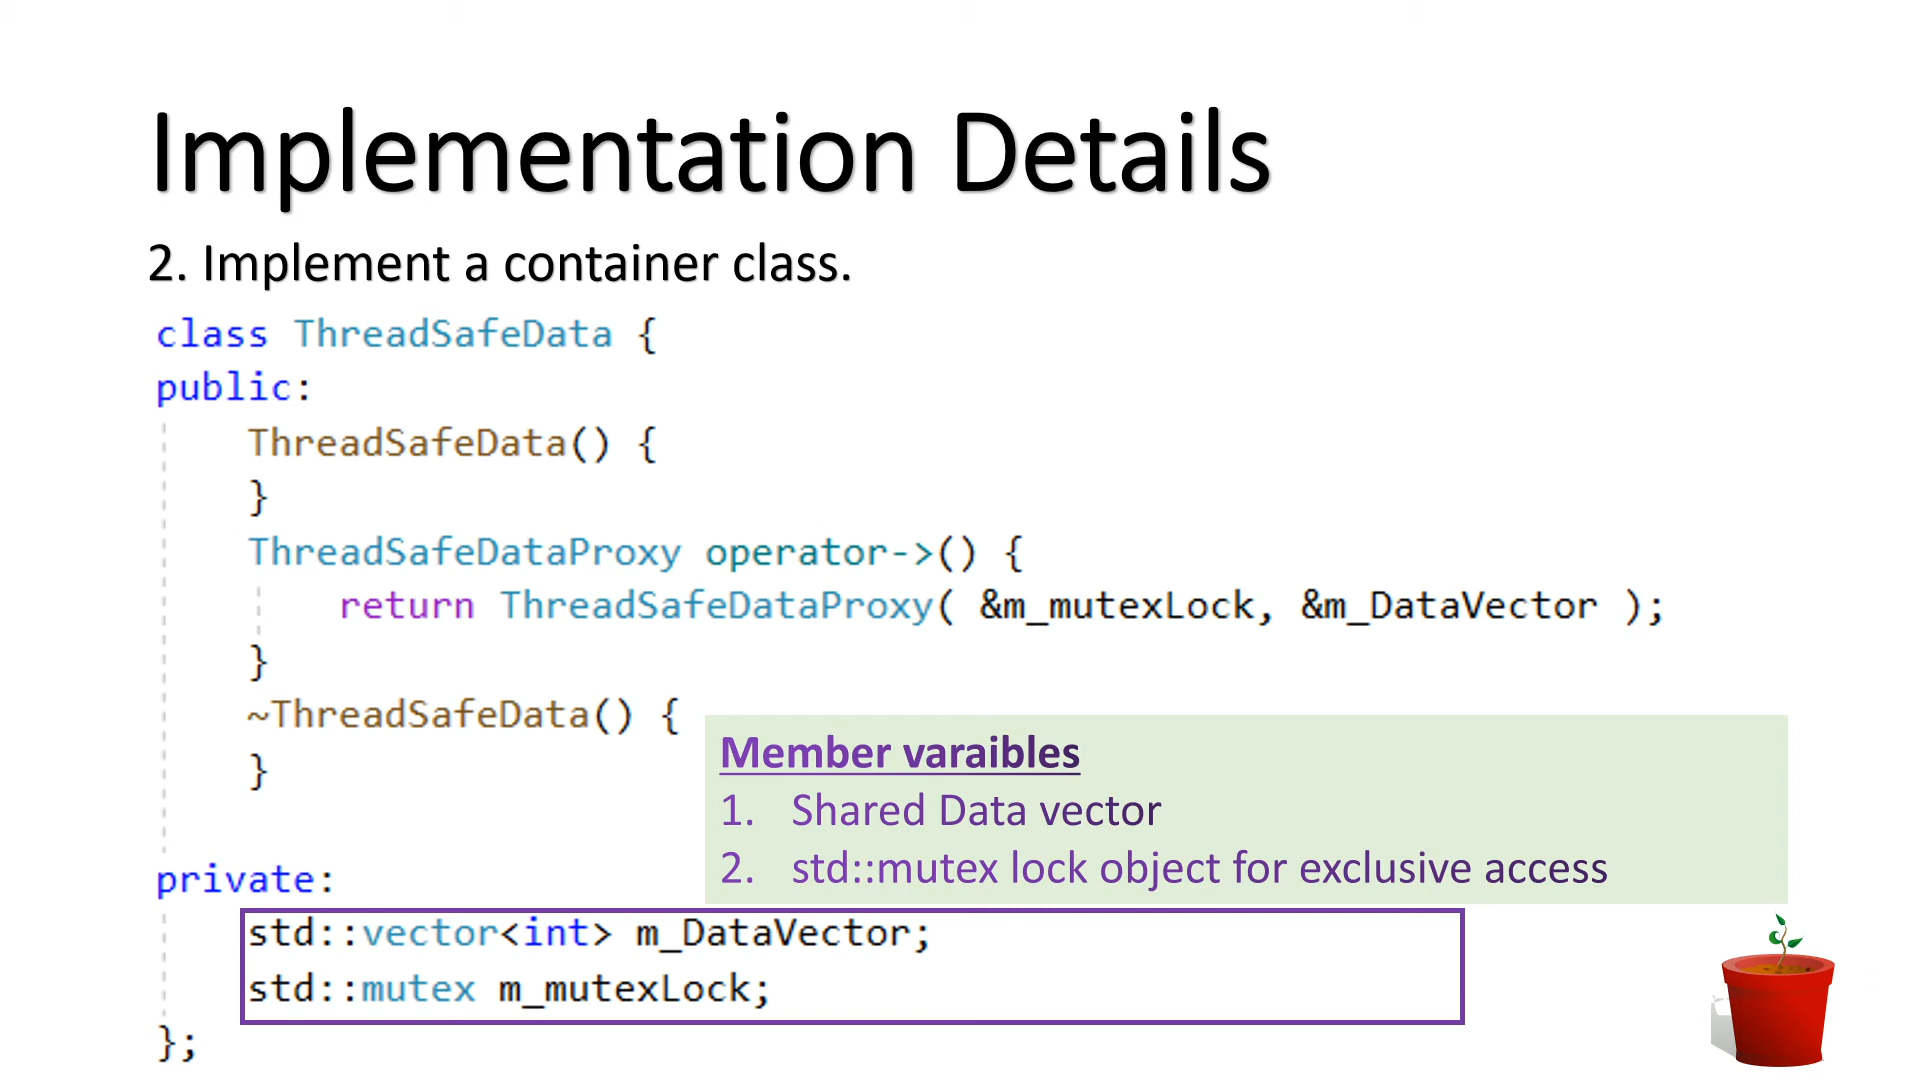 Implementation Details
2. Implement a container class.
class ThreadSafeData {
public:
ThreadSafeData() {
}
ThreadSafeDataProxy operator->() {
return ThreadSafeDataProxy( &m_mutexLock, &m_DataVector );
}
~ThreadSafeData() {
}
Member varaibles
1. Shared Data vector
2. std::mutex lock object for exclusive access
private:
std::vector<int> m_DataVector;
std::mutex m_mutexLock;
};